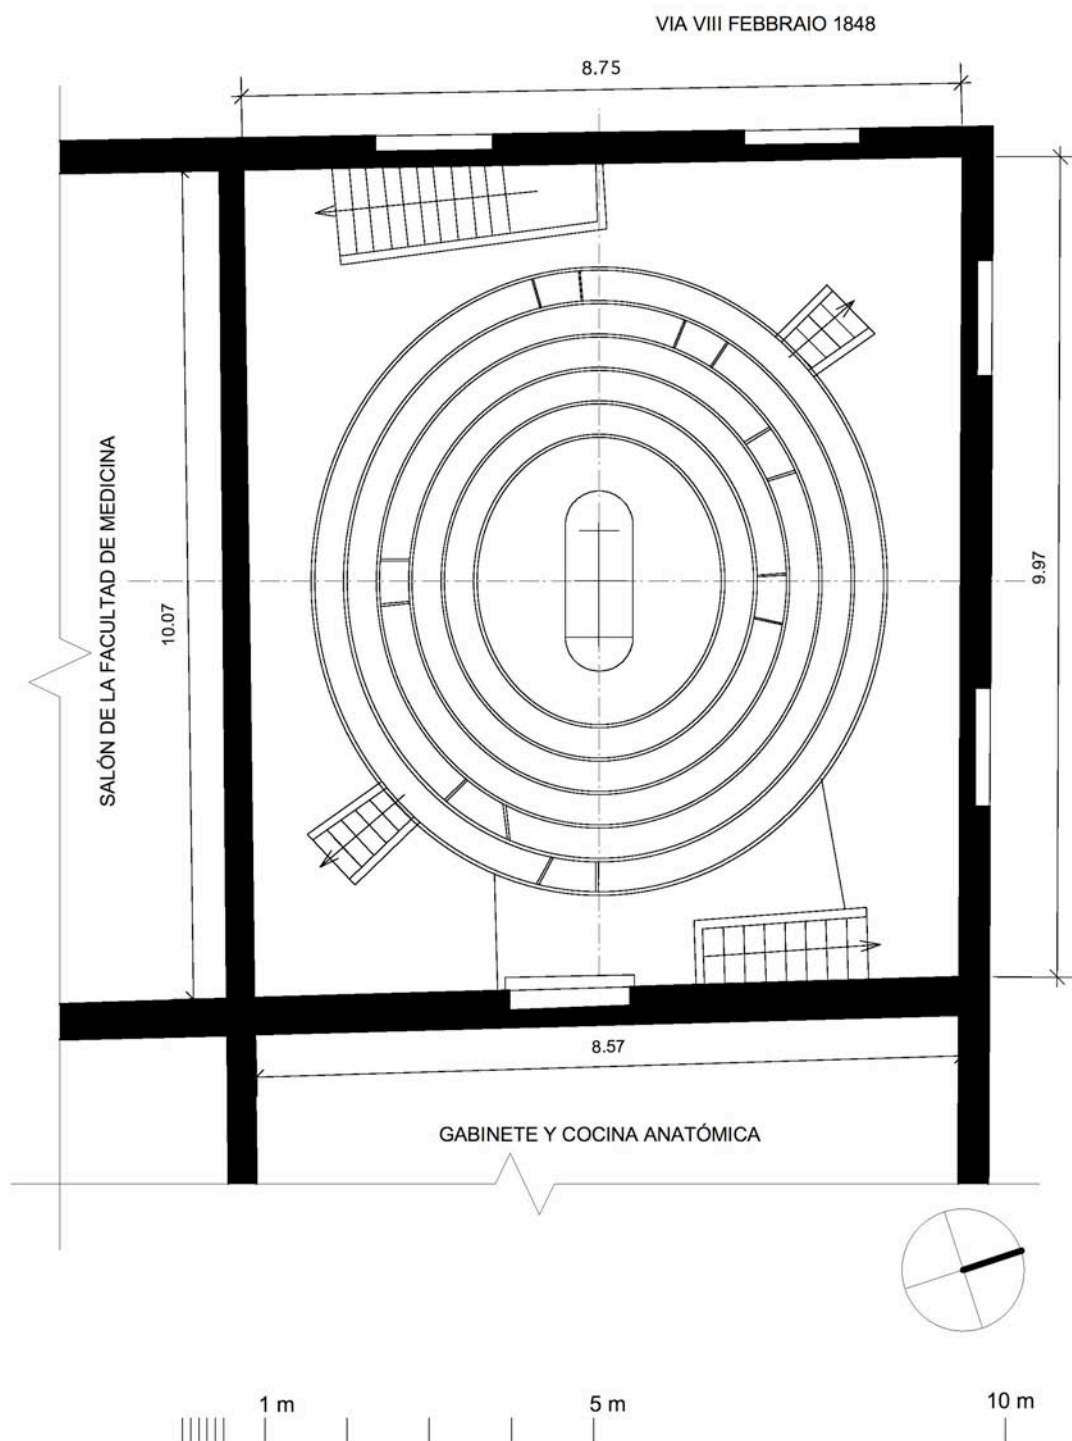 VIA VIII FEBBRAIO 1848
8.75
SALÓN DE LA FACULTAD DE MEDICINA
10.07
9.97
8.57
GABINETE Y COCINA ANATÓMICA
1 m
5 m
10 m